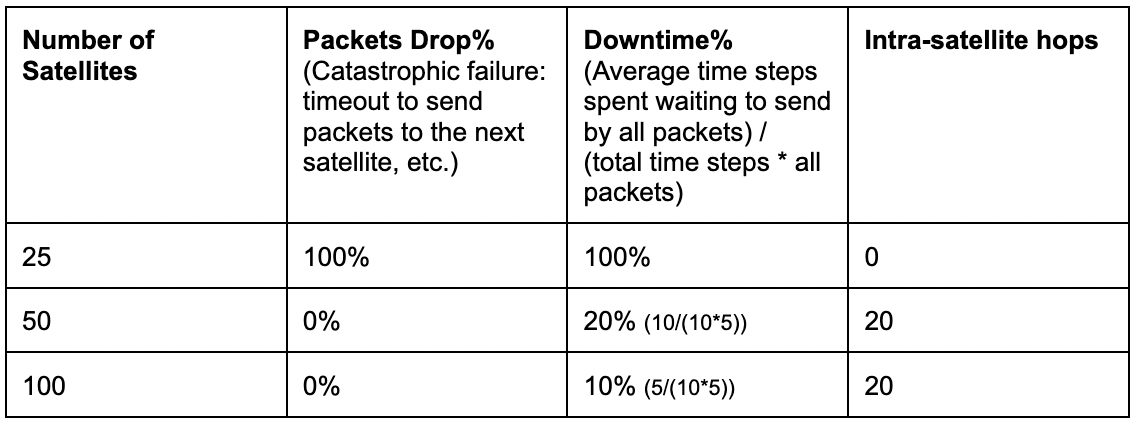 Number of
Satellites
Packets Drop%
(Catastrophic failure:
timeout to send
packets to the next
satellite, etc.)
Downtime%
(Average time steps
spent waiting to send
by all packets) /
(total time steps * all
packets)
Intra-satellite hops
25
100%
100%
0
50
0%
20% (10/(10*5))
20
100
0%
10% (5/(10*5))
20